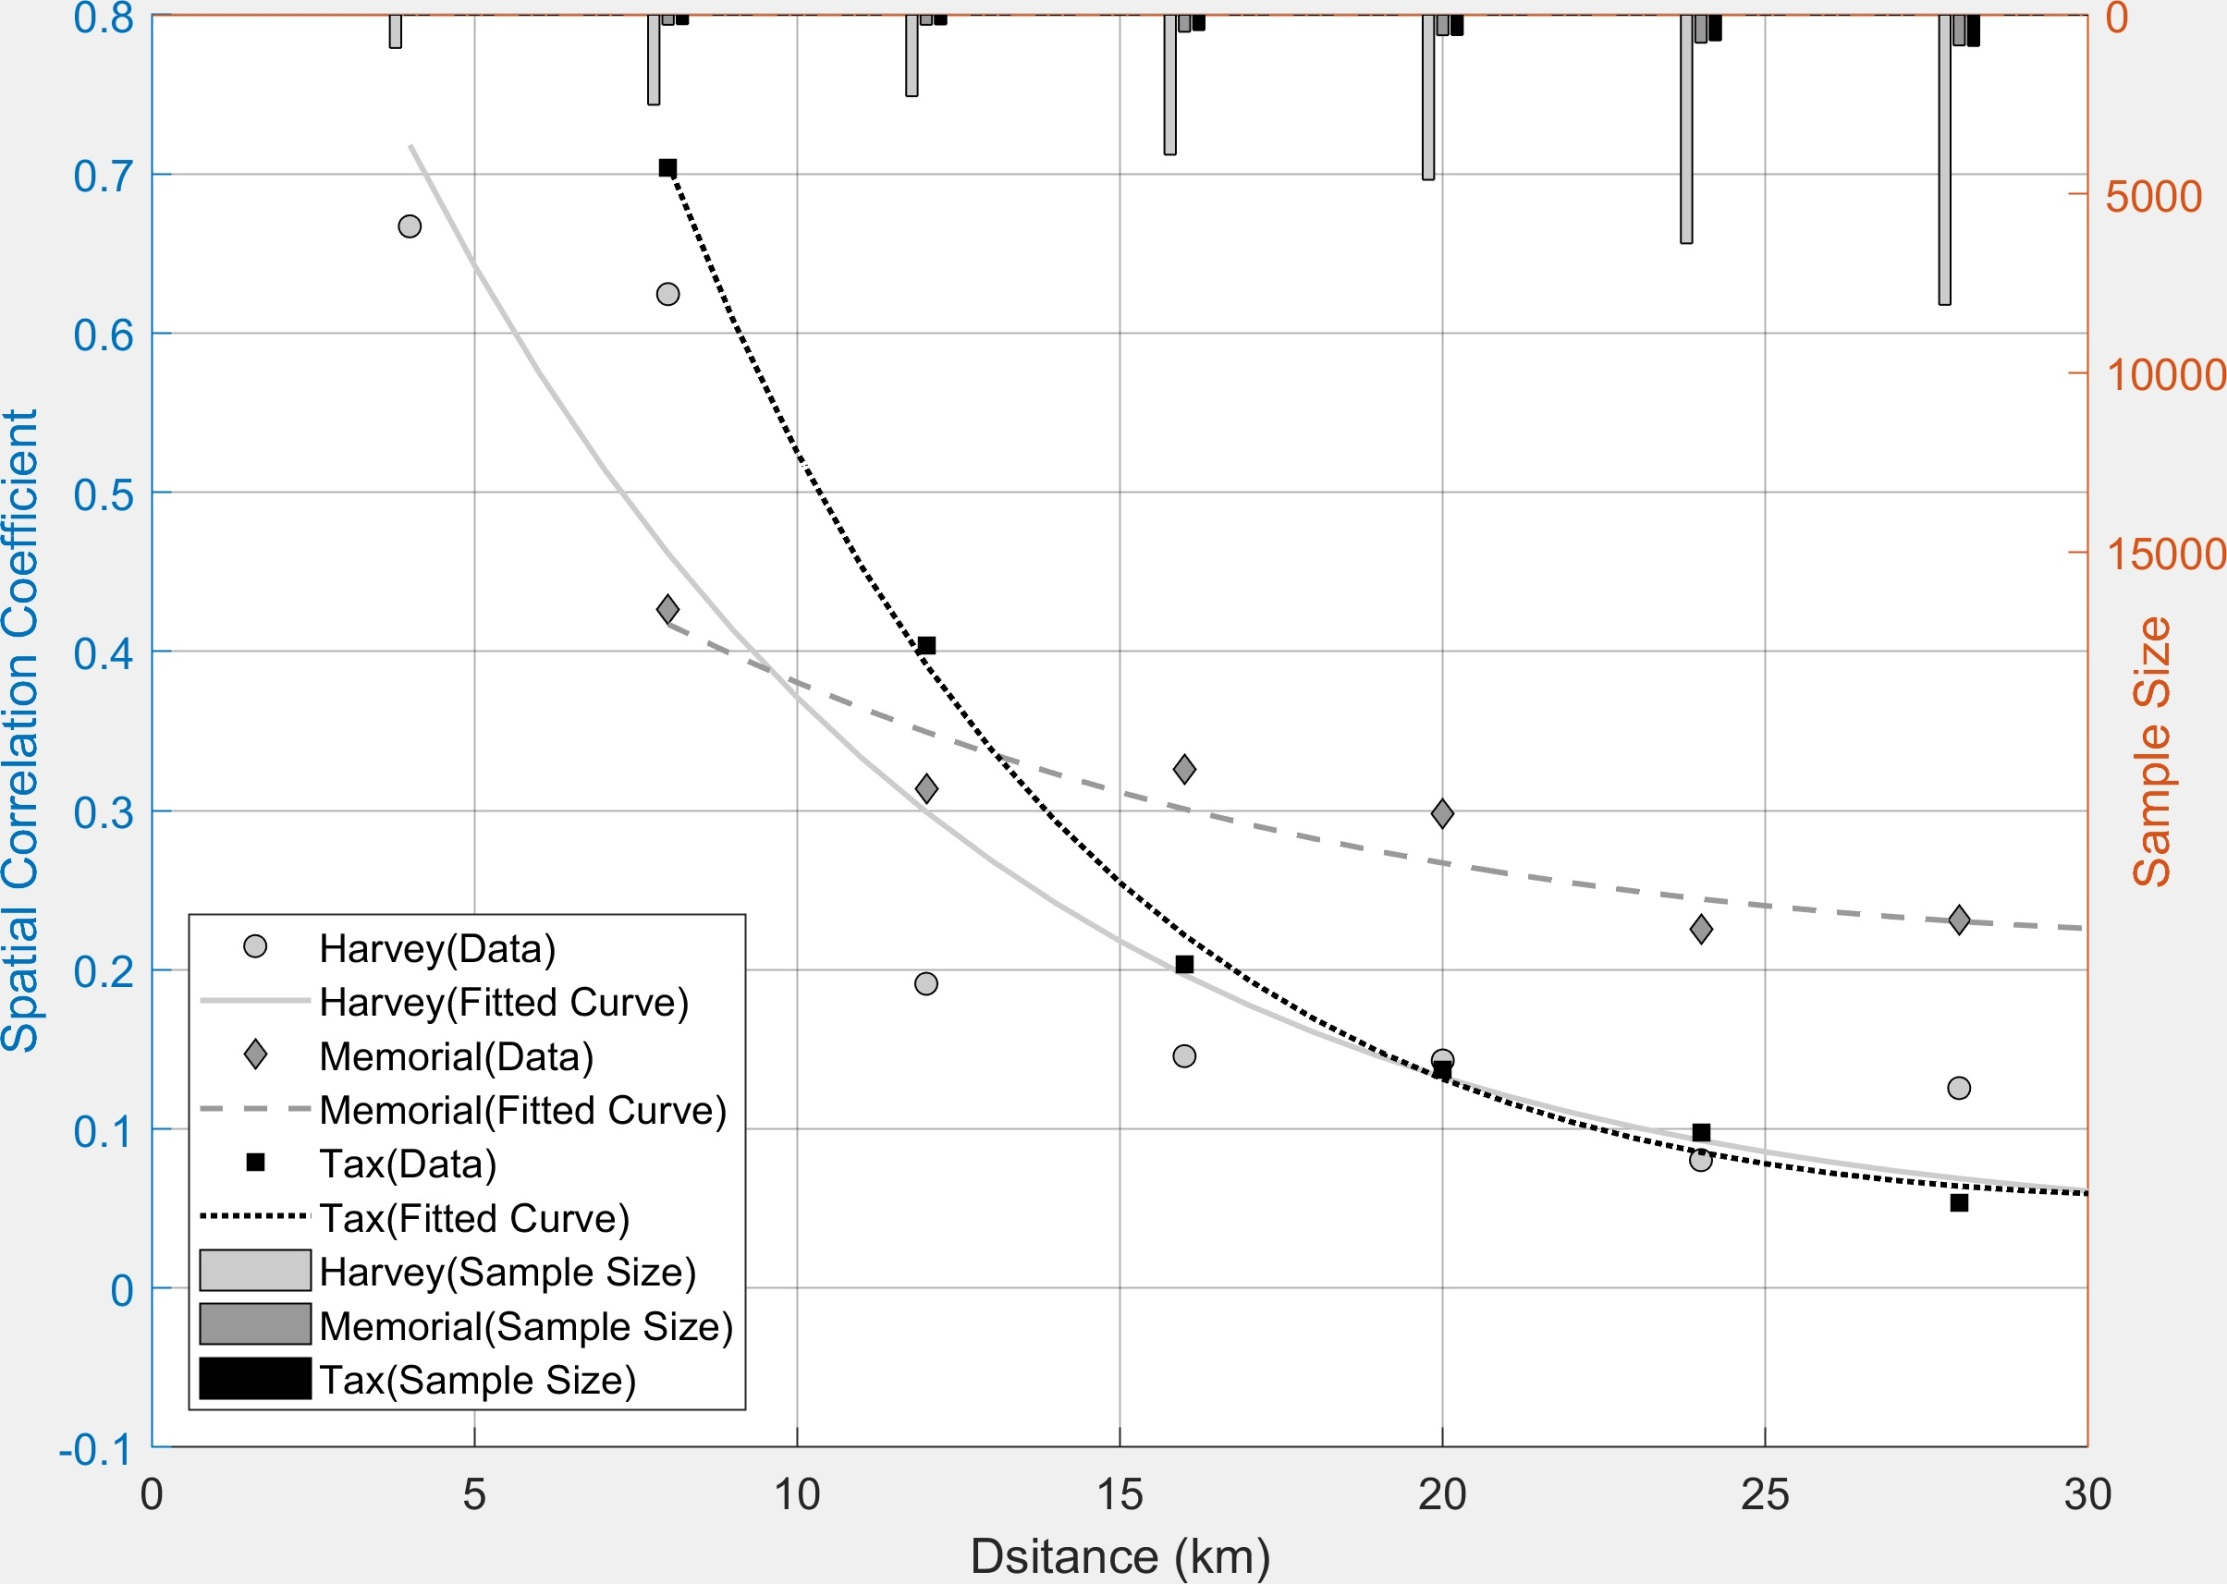 0.8
0.7
0.6
0.5
0.4
0.3
0.2
0.1
0
-0.1
Spatial Correlation Coefficient
0
5000
10000
15000
Sample Size
Harvey(Data)
Harvey(Fitted Curve)
Memorial(Data)
Memorial(Fitted Curve)
Tax(Data)
Tax(Fitted Curve)
Harvey(Sample Size)
Memorial(Sample Size)
Tax(Sample Size)
0 5 10 15 20 25 30
Dsitance (km)